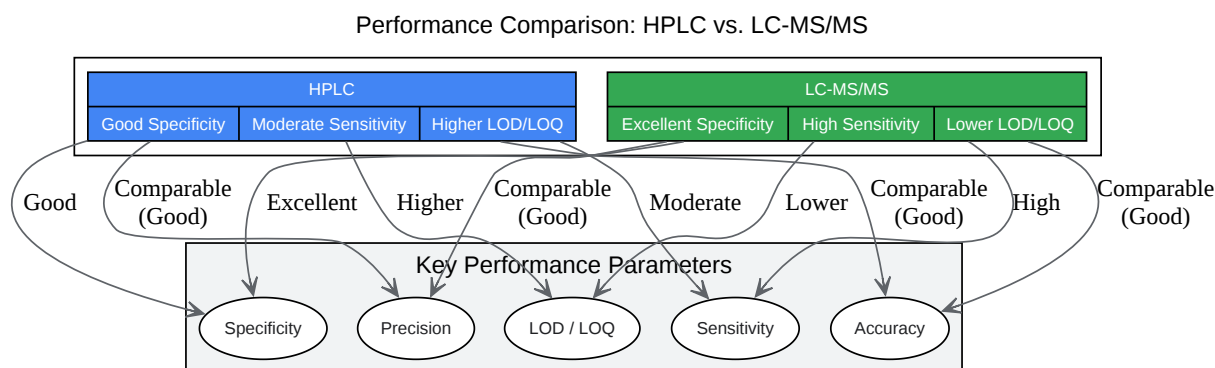 Performance Comparison: HPLC vs. LC-MS/MS
HPLC
LC-MS/MS
Good Specificity
Moderate Sensitivity
Higher LOD/LOQ
Excellent Specificity
High Sensitivity
Lower LOD/LOQ
Good
Comparable
(Good)
Excellent
Higher
Comparable
(Good)
Moderate
Lower
Comparable
(Good)
High
Comparable
(Good)
Key Performance Parameters
Specificity
Precision
LOD / LOQ
Sensitivity
Accuracy